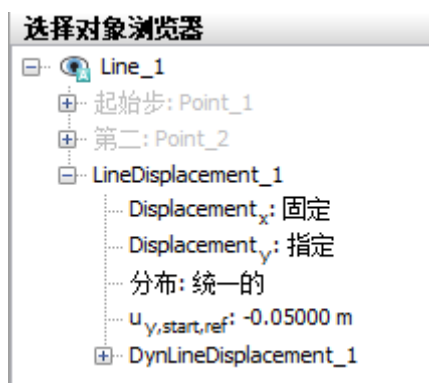 选择对象浏览器
Line_1
起始步: Point_1
第二: Point_2
LineDisplacement_1
Displacementx: 固定
Displacementy: 指定
分布: 统一的
uy,start,ref: -0.05000 m
DynLineDisplacement_1